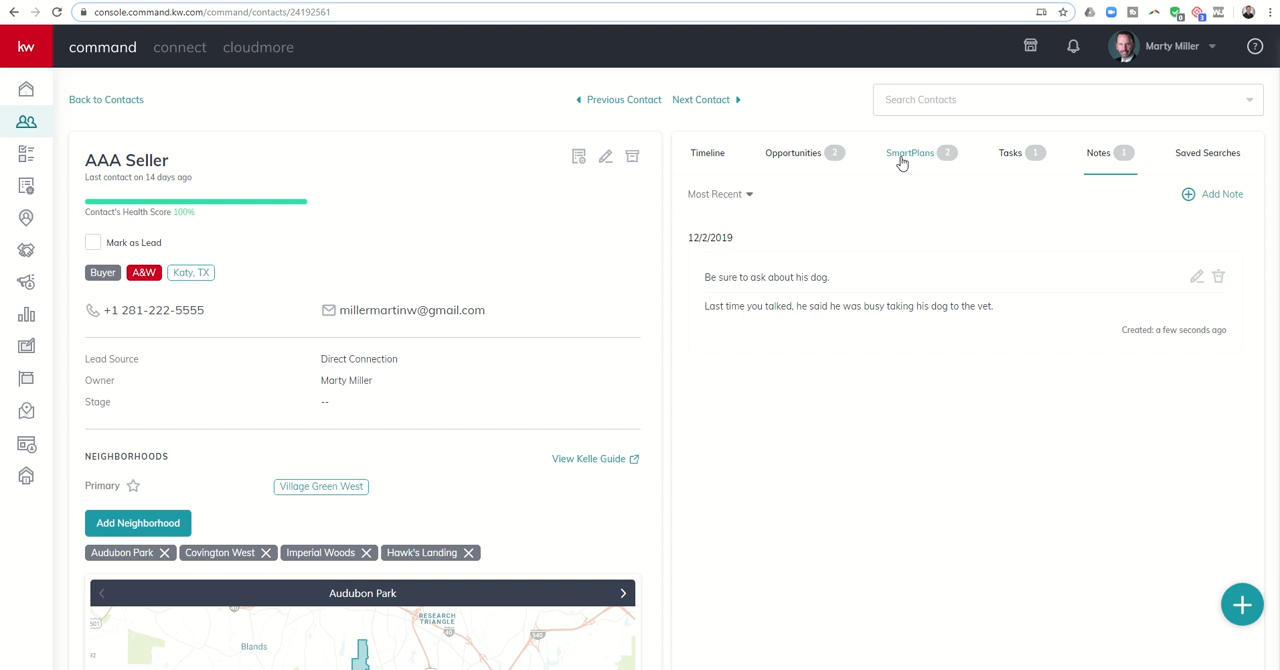 console.command.kw.com/command/contacts/24192561
0
3
kw
command
connect
cloudmore
Marty Miller
?
Back to Contacts
Previous Contact
Next Contact
Search Contacts
AAA Seller
Last contact on 14 days ago
Contact's Health Score 100%
Mark as Lead
Buyer
A&W
Katy, TX
+1 281-222-5555
millermartinw@gmail.com
Lead Source
Direct Connection
Owner
Marty Miller
Stage
--
NEIGHBORHOODS
View Kelle Guide
Primary
Village Green West
Add Neighborhood
Audubon Park
Covington West
Imperial Woods
Hawk's Landing
Audubon Park
RESEARCH
TRIANGLE
40
540
501
Blands
Timeline
Opportunities 2
SmartPlans 2
Tasks 1
Notes 1
Saved Searches
Most Recent
Add Note
12/2/2019
Be sure to ask about his dog.
Last time you talked, he said he was busy taking his dog to the vet.
Created: a few seconds ago